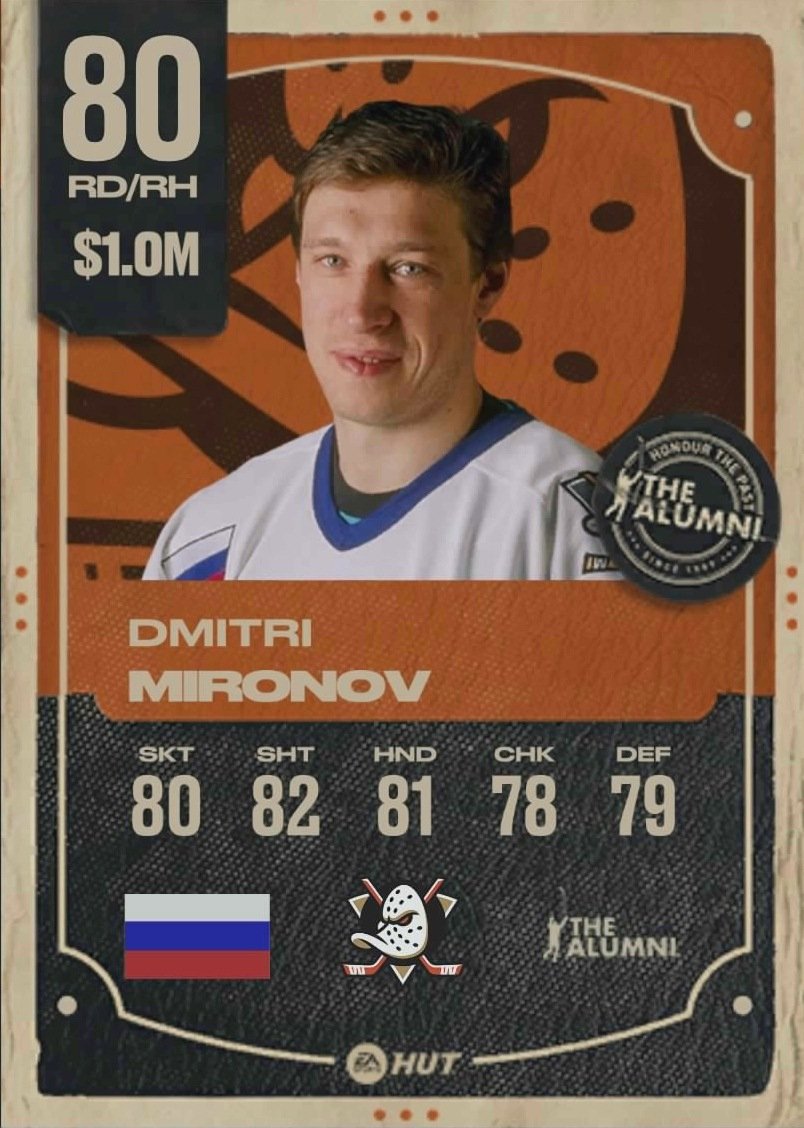 80
RD/RH
$1.0M
HONOUR THE PAST
THE
ALUMNI
DMITRI
MIRONOV
SKT SHT HND CHK DEF
80 82 81 78 79
THE
ALUMNI
EA
HUT